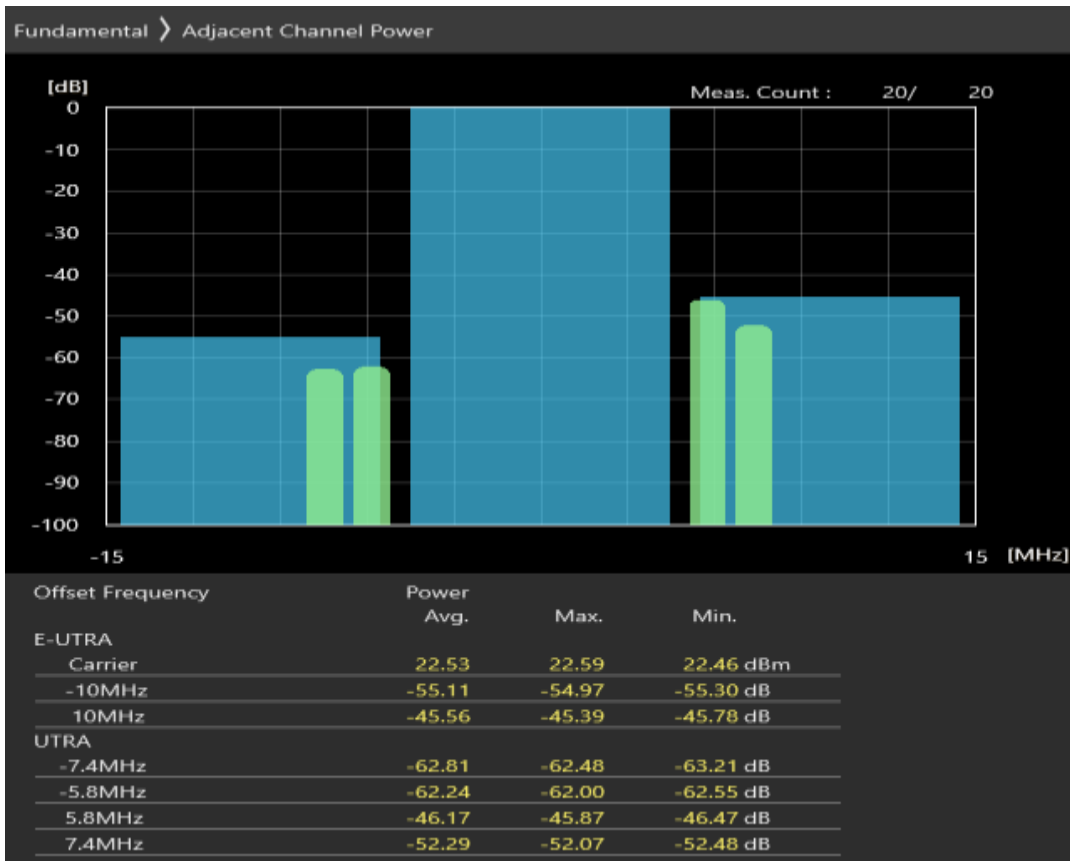 Fundamental 〉 Adjacent Channel Power
[dB]
Meas. Count : 20/ 20
0
-10
-20
-30
-40
-50
-60
-70
-80
-90
-100
-15 15 [MHz]
Offset Frequency Power
Avg. Max. Min.
E-UTRA
Carrier 22.53 22.59 22.46 dBm
-10MHz -55.11 -54.97 -55.30 dB
10MHz -45.56 -45.39 -45.78 dB
UTRA
-7.4MHz -62.81 -62.48 -63.21 dB
-5.8MHz -62.24 -62.00 -62.55 dB
5.8MHz -46.17 -45.87 -46.47 dB
7.4MHz -52.29 -52.07 -52.48 dB